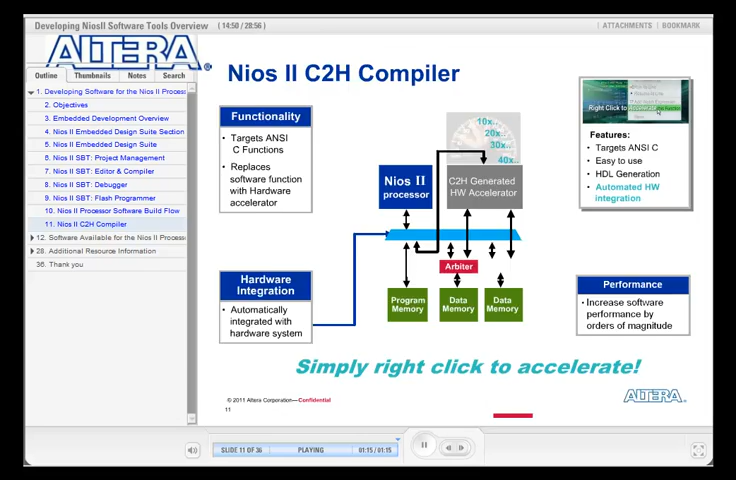 Developing NiosII Software Tools Overview ( 14:50 / 28:56 )
ATTACHMENTS
BOOKMARK
ALTERA
Outline
Thumbnails
Notes
Search
1. Developing Software for the Nios II Process
2. Objectives
3. Embedded Development Overview
4. Nios II Embedded Design Suite Section
5. Nios II Embedded Design Suite
6. Nios II SBT: Project Management
7. Nios II SBT: Editor & Compiler
8. Nios II SBT: Debugger
9. Nios II SBT: Flash Programmer
10. Nios II Processor Software Build Flow
11. Nios II C2H Compiler
12. Software Available for the Nios II Process
28. Additional Resource Information
36. Thank you
Nios II C2H Compiler
Functionality
• Targets ANSI
C Functions
• Replaces
software function
with Hardware
accelerator
Hardware
Integration
• Automatically
integrated with
hardware system
10x..
20x..
30x..
40x..
Nios II
processor
C2H Generated
HW Accelerator
Arbiter
Program
Memory
Data
Memory
Data
Memory
Right Click to Accelerate
Features:
• Targets ANSI C
• Easy to use
• HDL Generation
• Automated HW
integration
Performance
• Increase software
performance by
orders of magnitude
Simply right click to accelerate!
© 2011 Altera Corporation—Confidential
11
ALTERA
SLIDE 11 OF 36
PLAYING
01:15 / 01:15